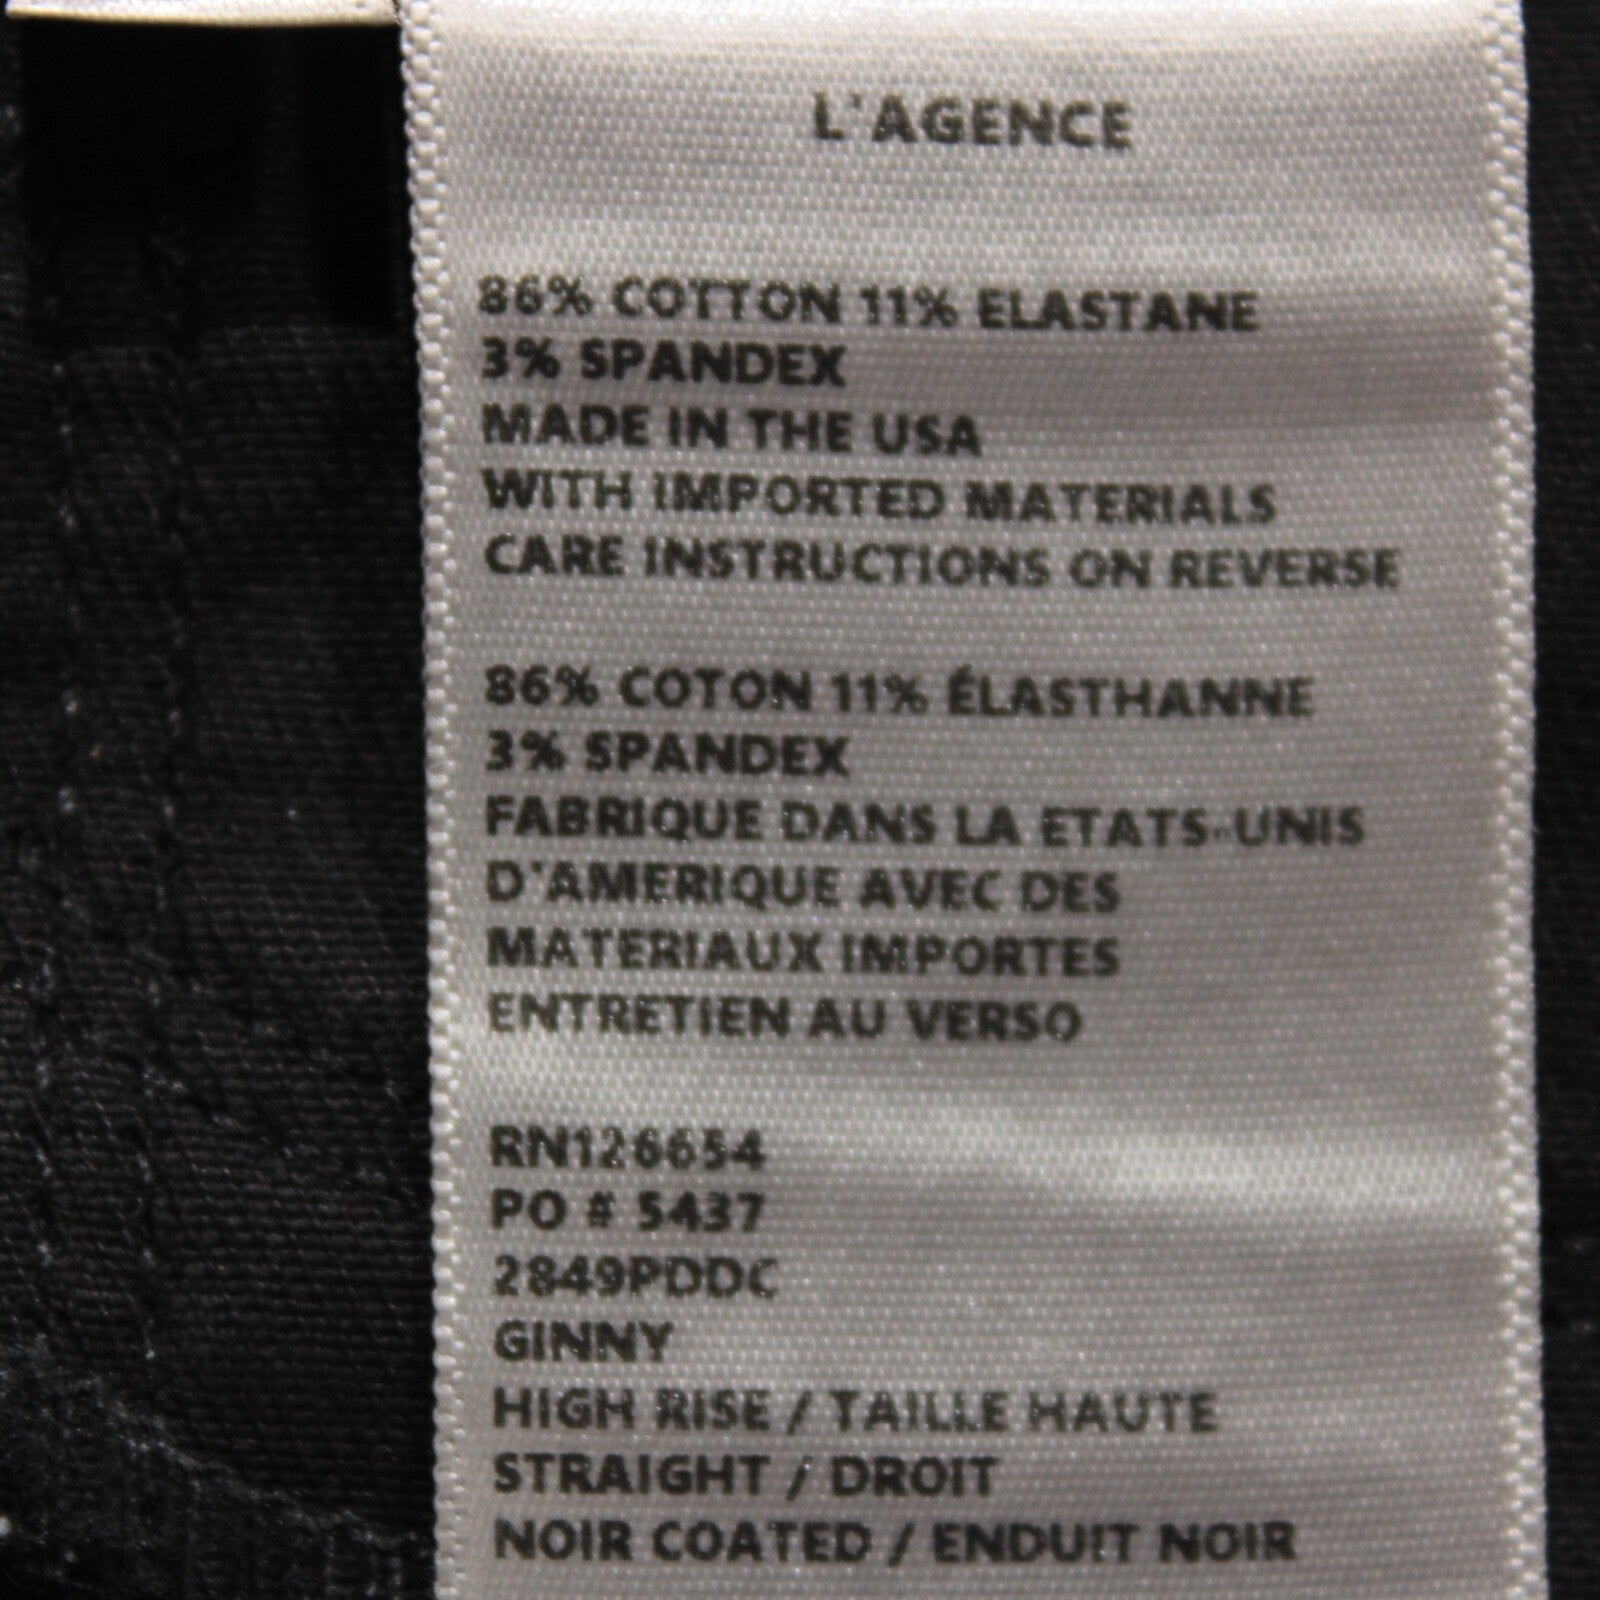 L'AGENCE
86% COTTON 11% ELASTANE
3% SPANDEX
MADE IN THE USA
WITH IMPORTED MATERIALS
CARE INSTRUCTIONS ON REVERSE
86% COTON 11% ÉLASTHANNE
3% SPANDEX
FABRIQUE DANS LA ETATS-UNIS
D'AMERIQUE AVEC DES
MATERIAUX IMPORTES
ENTRETIEN AU VERSO
RN126654
PO # 5437
2849PDDC
GINNY
HIGH RISE / TAILLE HAUTE
STRAIGHT / DROIT
NOIR COATED / ENDUIT NOIR